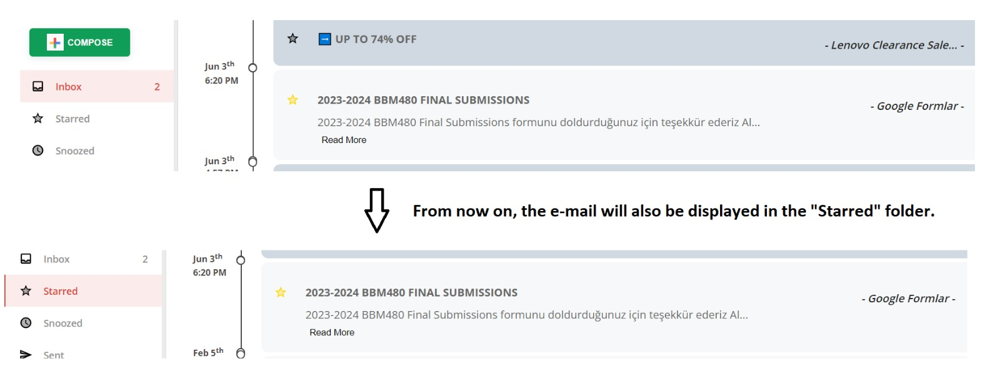 COMPOSE
Inbox 2
Starred
Snoozed
Jun 3th
6:20 PM
Jun 3th
4:57 PM
UP TO 74% OFF
- Lenovo Clearance Sale... -
2023-2024 BBM480 FINAL SUBMISSIONS
- Google Formlar -
2023-2024 BBM480 Final Submissions formunu doldurduğunuz için teşekkür ederiz Al...
Read More
From now on, the e-mail will also be displayed in the "Starred" folder.
Inbox 2
Starred
Snoozed
Sent
Jun 3th
6:20 PM
Feb 5th
2023-2024 BBM480 FINAL SUBMISSIONS
- Google Formlar -
2023-2024 BBM480 Final Submissions formunu doldurduğunuz için teşekkür ederiz Al...
Read More